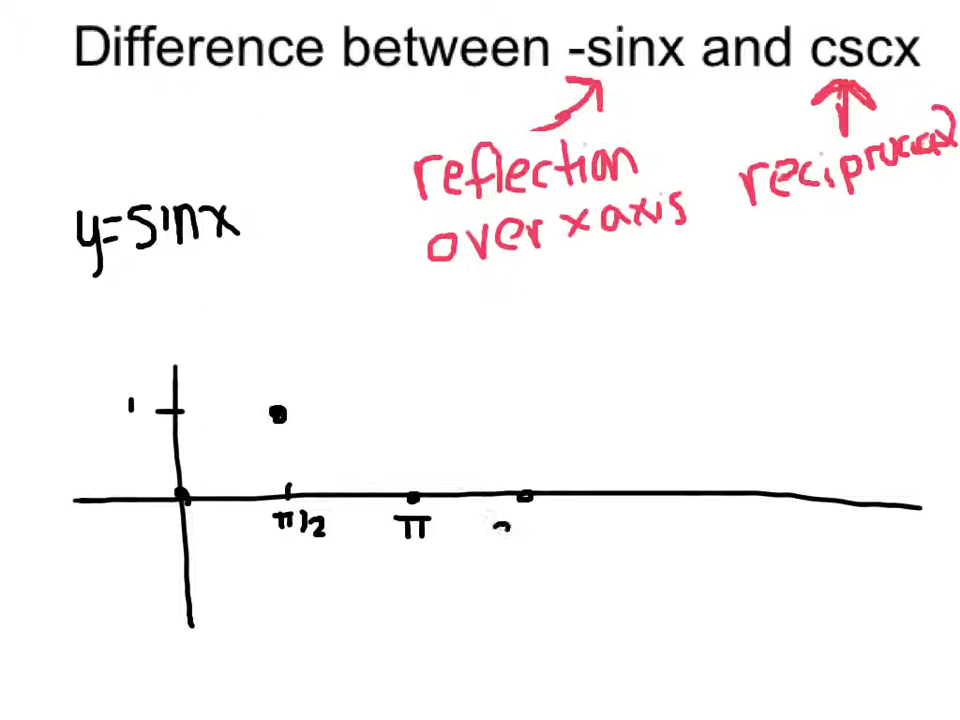 Difference between -sinx and cscx
reflection
over x axis
reciprocal
y=sinx
1
π/2
π